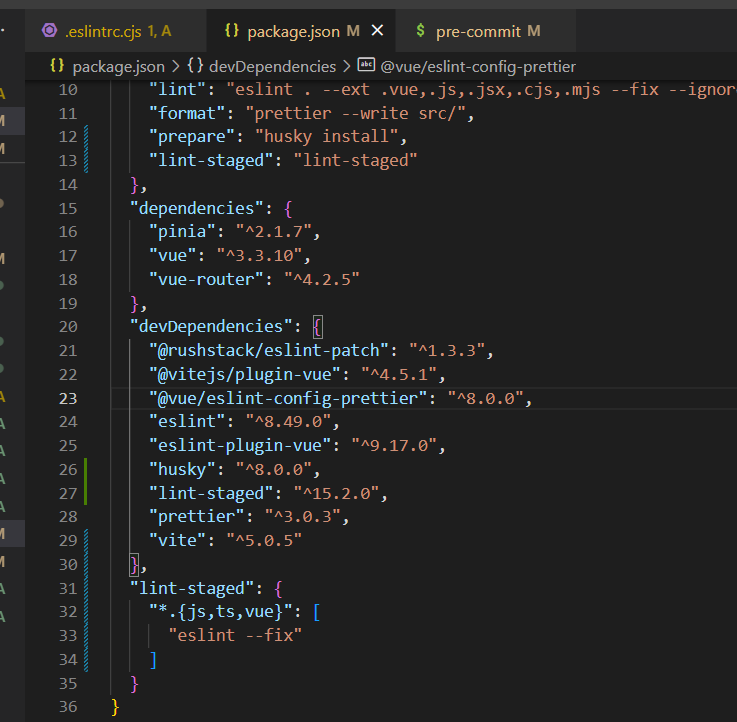 .eslintrc.cjs 1, A
{} package.json M
$ pre-commit M
{} package.json > {} devDependencies > abc @vue/eslint-config-prettier
10 "lint": "eslint . --ext .vue,.js,.jsx,.cjs,.mjs --fix --ignor
11 "format": "prettier --write src/",
12 "prepare": "husky install",
13 "lint-staged": "lint-staged"
14 },
15 "dependencies": {
16 "pinia": "^2.1.7",
17 "vue": "^3.3.10",
18 "vue-router": "^4.2.5"
19 },
20 "devDependencies": {
21 "@rushstack/eslint-patch": "^1.3.3",
22 "@vitejs/plugin-vue": "^4.5.1",
23 "@vue/eslint-config-prettier": "^8.0.0",
24 "eslint": "^8.49.0",
25 "eslint-plugin-vue": "^9.17.0",
26 "husky": "^8.0.0",
27 "lint-staged": "^15.2.0",
28 "prettier": "^3.0.3",
29 "vite": "^5.0.5"
30 },
31 "lint-staged": {
32 "*.{js,ts,vue}": [
33 "eslint --fix"
34 ]
35 }
36 }